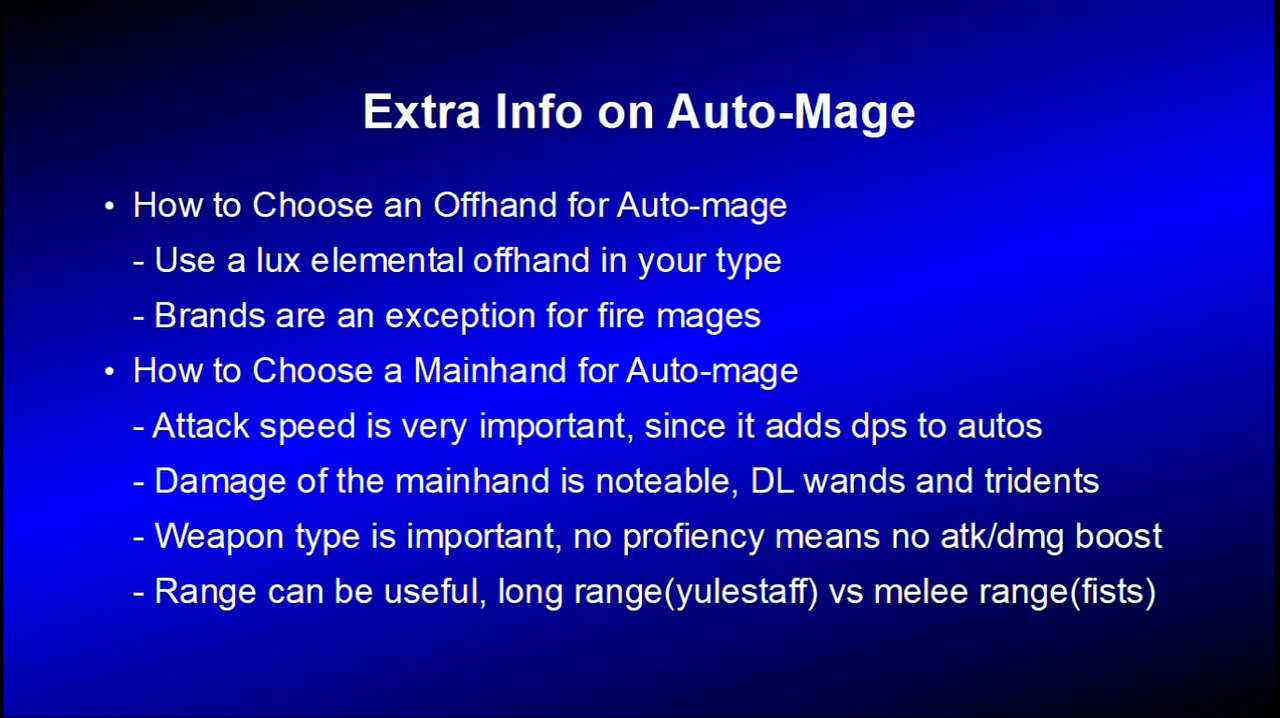 Extra Info on Auto-Mage
• How to Choose an Offhand for Auto-mage
- Use a lux elemental offhand in your type
- Brands are an exception for fire mages
• How to Choose a Mainhand for Auto-mage
- Attack speed is very important, since it adds dps to autos
- Damage of the mainhand is noteable, DL wands and tridents
- Weapon type is important, no profiency means no atk/dmg boost
- Range can be useful, long range(yulestaff) vs melee range(fists)